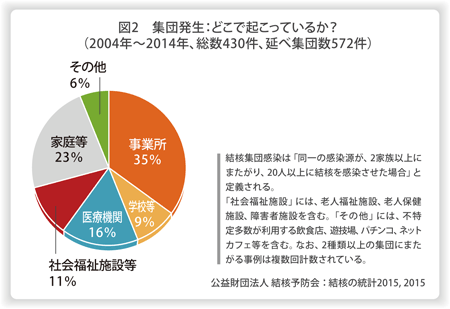 図2　集団発生：どこで起こっているか？
（2004年〜2014年、総数430件、延べ集団数572件）
その他
6%
家庭等
23%
事業所
35%
学校等
9%
医療機関
16%
社会福祉施設等
11%
結核集団感染は「同一の感染源が、2家族以上に
またがり、20人以上に結核を感染させた場合」と
定義される。
「社会福祉施設」には、老人福祉施設、老人保健
施設、障害者施設を含む。「その他」には、不特
定多数が利用する飲食店、遊技場、パチンコ、ネット
カフェ等を含む。なお、2種類以上の集団にまた
がる事例は複数回計数されている。
公益財団法人 結核予防会：結核の統計2015, 2015